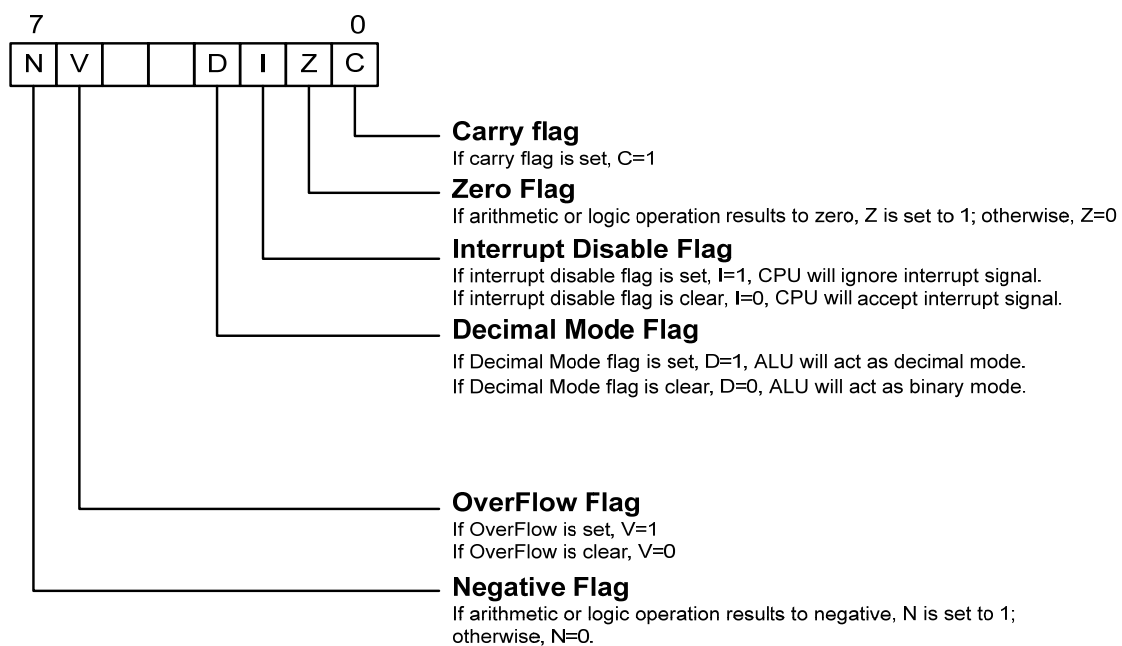 7 0
N V D I Z C
Carry flag
If carry flag is set, C=1
Zero Flag
If arithmetic or logic operation results to zero, Z is set to 1; otherwise, Z=0
Interrupt Disable Flag
If interrupt disable flag is set, I=1, CPU will ignore interrupt signal.
If interrupt disable flag is clear, I=0, CPU will accept interrupt signal.
Decimal Mode Flag
If Decimal Mode flag is set, D=1, ALU will act as decimal mode.
If Decimal Mode flag is clear, D=0, ALU will act as binary mode.
OverFlow Flag
If OverFlow is set, V=1
If OverFlow is clear, V=0
Negative Flag
If arithmetic or logic operation results to negative, N is set to 1;
otherwise, N=0.